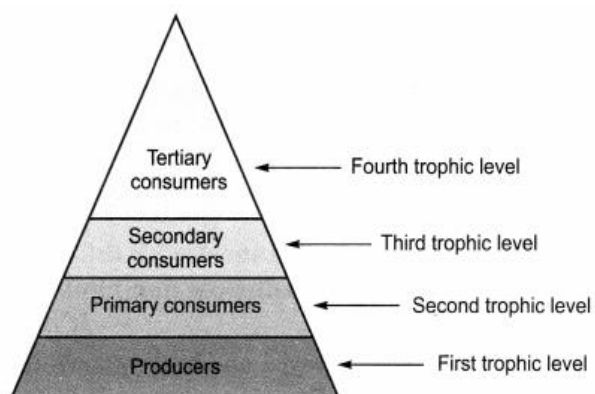 Tertiary
consumers
Fourth trophic level
Secondary
consumers
Third trophic level
Primary consumers
Second trophic level
Producers
First trophic level